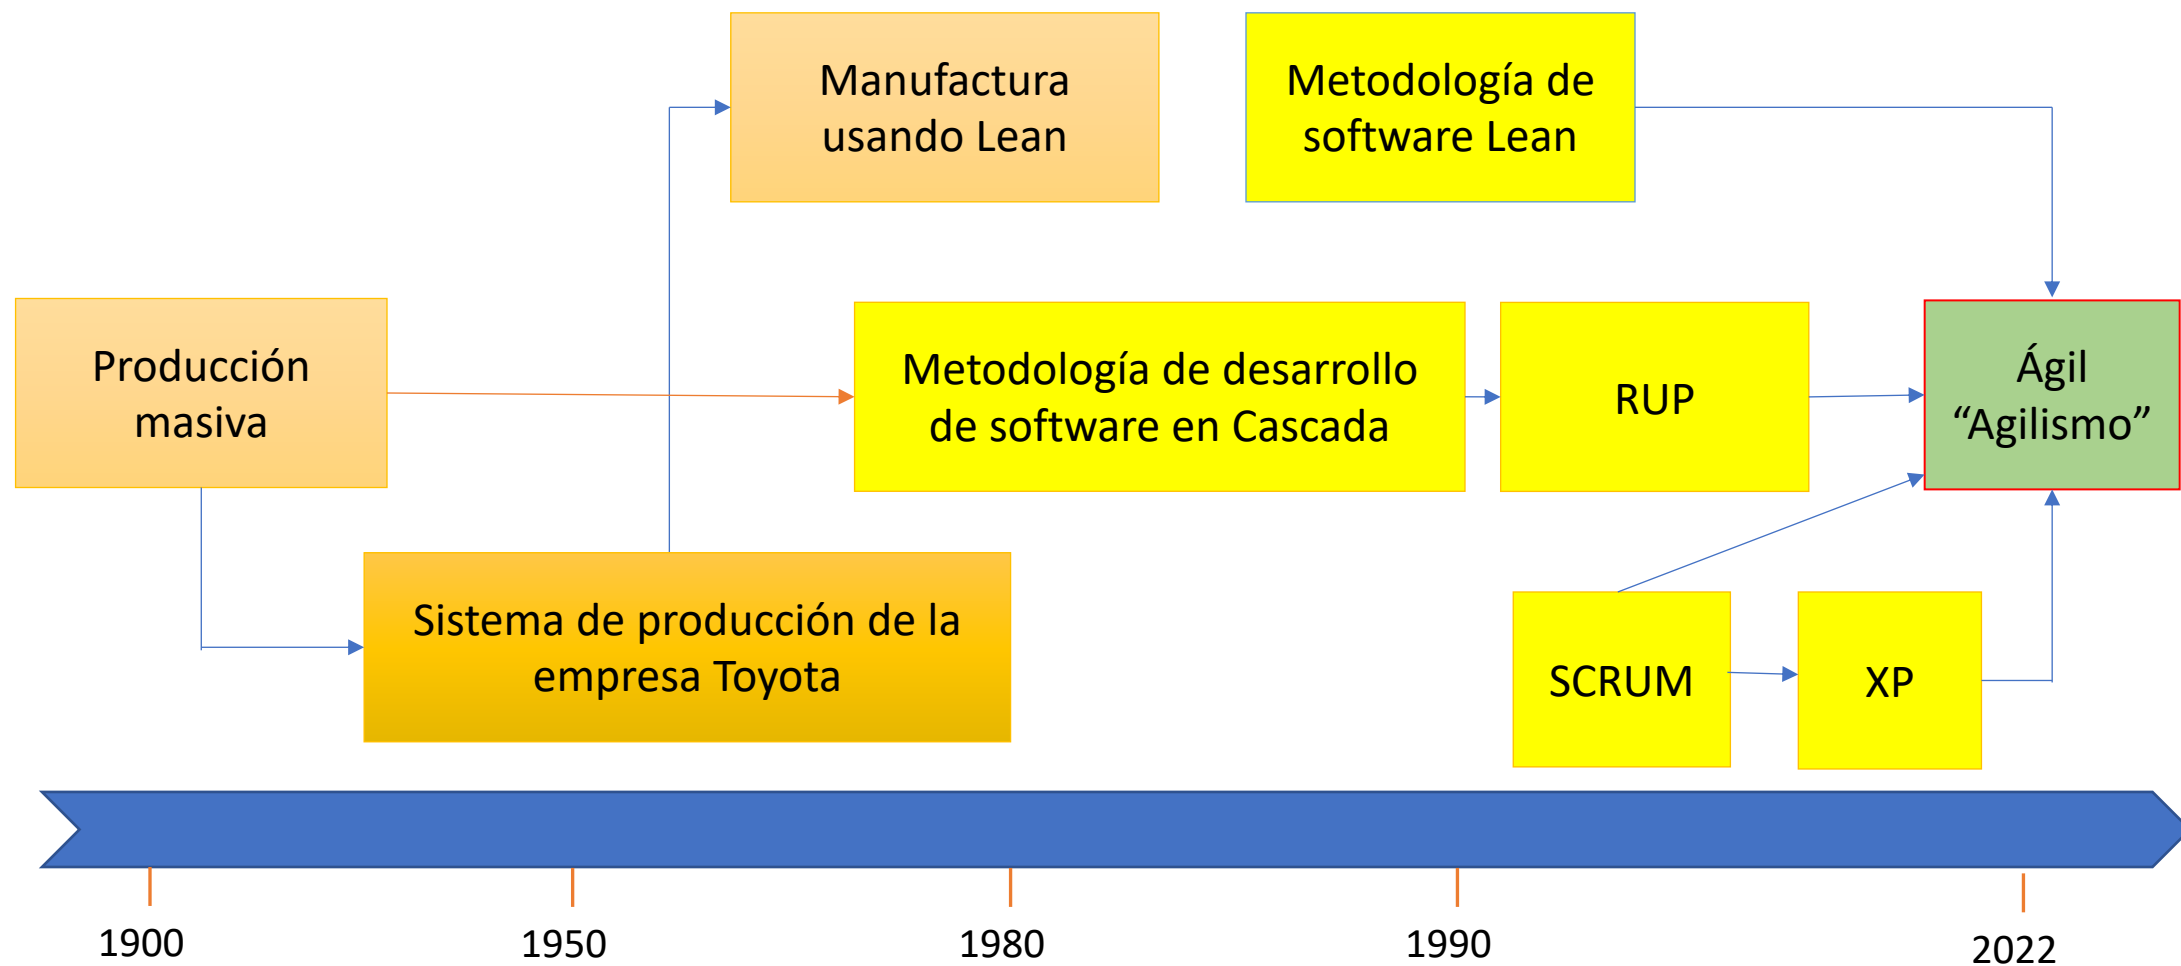 Manufactura
usando Lean
Metodología de
software Lean
Producción
masiva
Metodología de desarrollo
de software en Cascada
RUP
Ágil
“Agilismo”
Sistema de producción de la
empresa Toyota
SCRUM
XP
1900
1950
1980
1990
2022